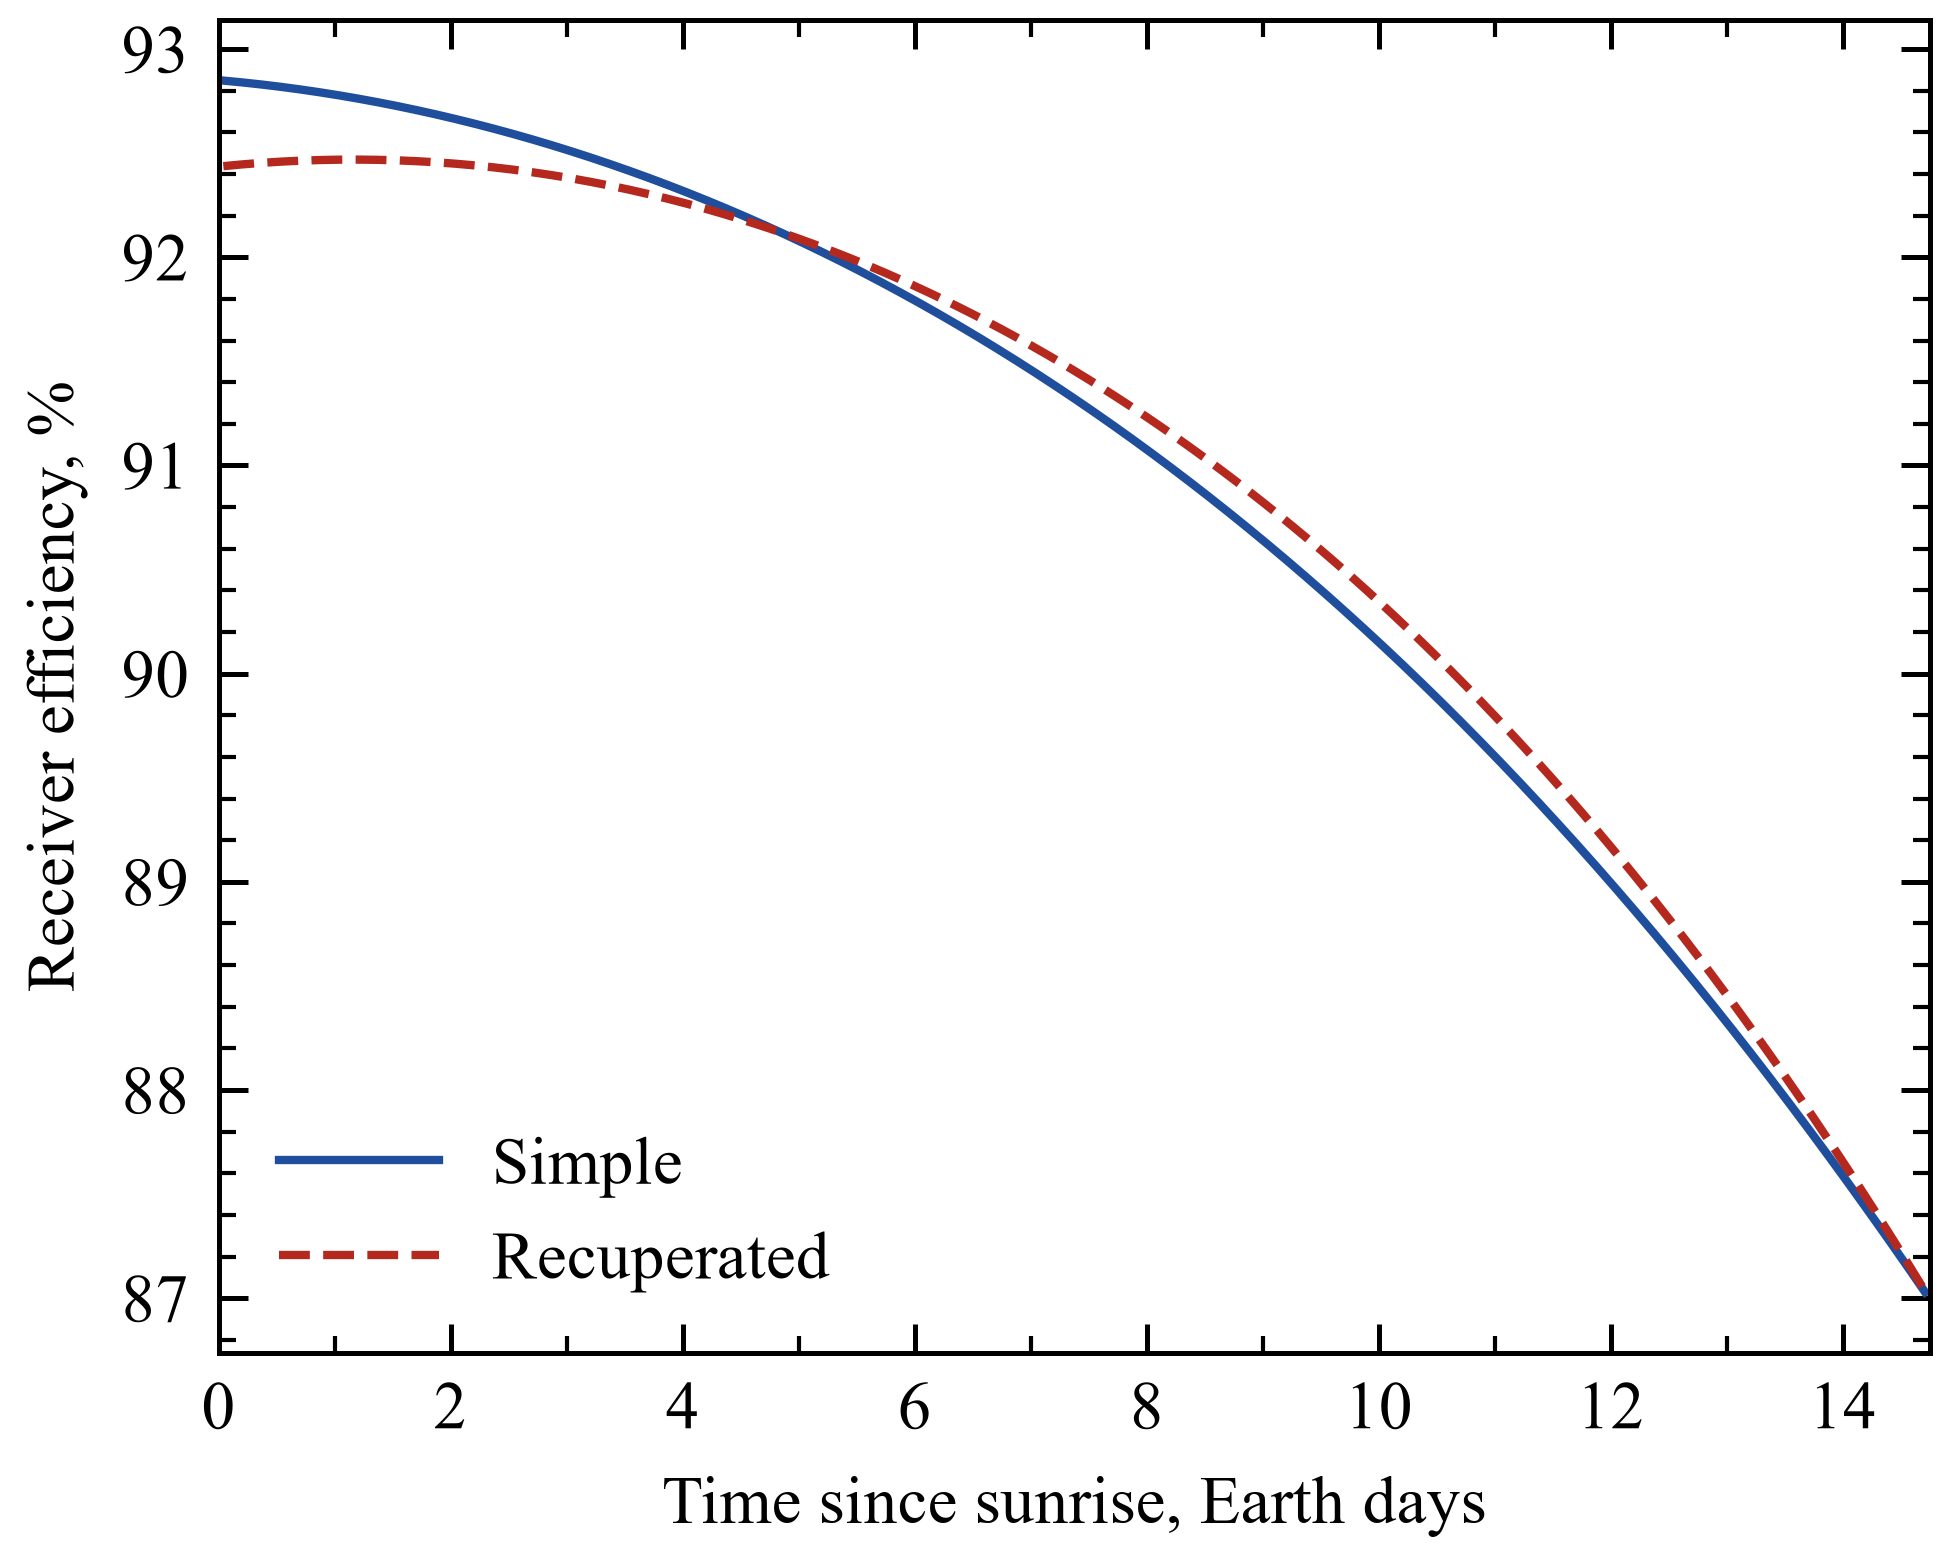 93
92
91
90
89
88
87
Receiver efficiency, %
Simple
Recuperated
0 2 4 6 8 10 12 14
Time since sunrise, Earth days